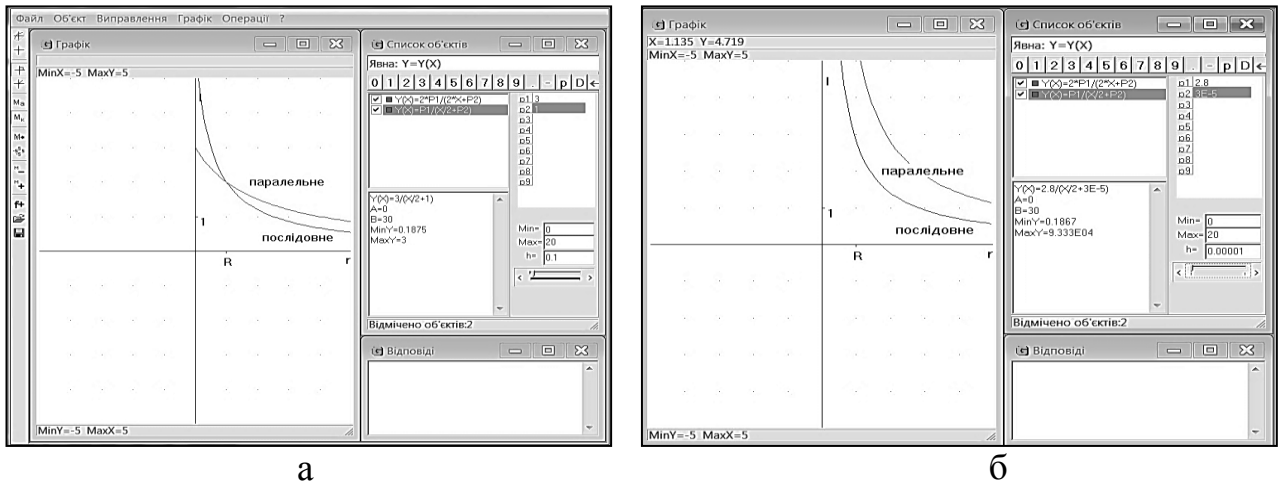 Файл Об'єкт Виправлення Графік Операції ?
Графік
MinX=-5 MaxY=5
I
паралельне
1
послідовне
R
r
MinY=-5 MaxX=5
Список об'єктів
Явна: Y=Y(X)
0 1 2 3 4 5 6 7 8 9 . - p D ←
Y(X)=2*P1/(2*X+P2)
Y(X)=P1/(X/2+P2)
p1 3
p2 1
p3
p4
p5
p6
p7
p8
p9
Y(X)=3/(X/2+1)
A=0
B=30
MinY=0.1875
MaxY=3
Min= 0
Max= 20
h= 0.1
Відмічено об'єктів:2
Відповіді
а
Графік
X=1.135 Y=4.719
MinX=-5 MaxY=5
I
паралельне
1
послідовне
R
r
MinY=-5 MaxX=5
Список об'єктів
Явна: Y=Y(X)
0 1 2 3 4 5 6 7 8 9 . - p D ←
Y(X)=2*P1/(2*X+P2)
Y(X)=P1/(X/2+P2)
p1 2.8
p2 3E-5
p3
p4
p5
p6
p7
p8
p9
Y(X)=2.8/(X/2+3E-5)
A=0
B=30
MinY=0.1867
MaxY=9.333E04
Min= 0
Max= 20
h= 0.00001
Відмічено об'єктів:2
Відповіді
б